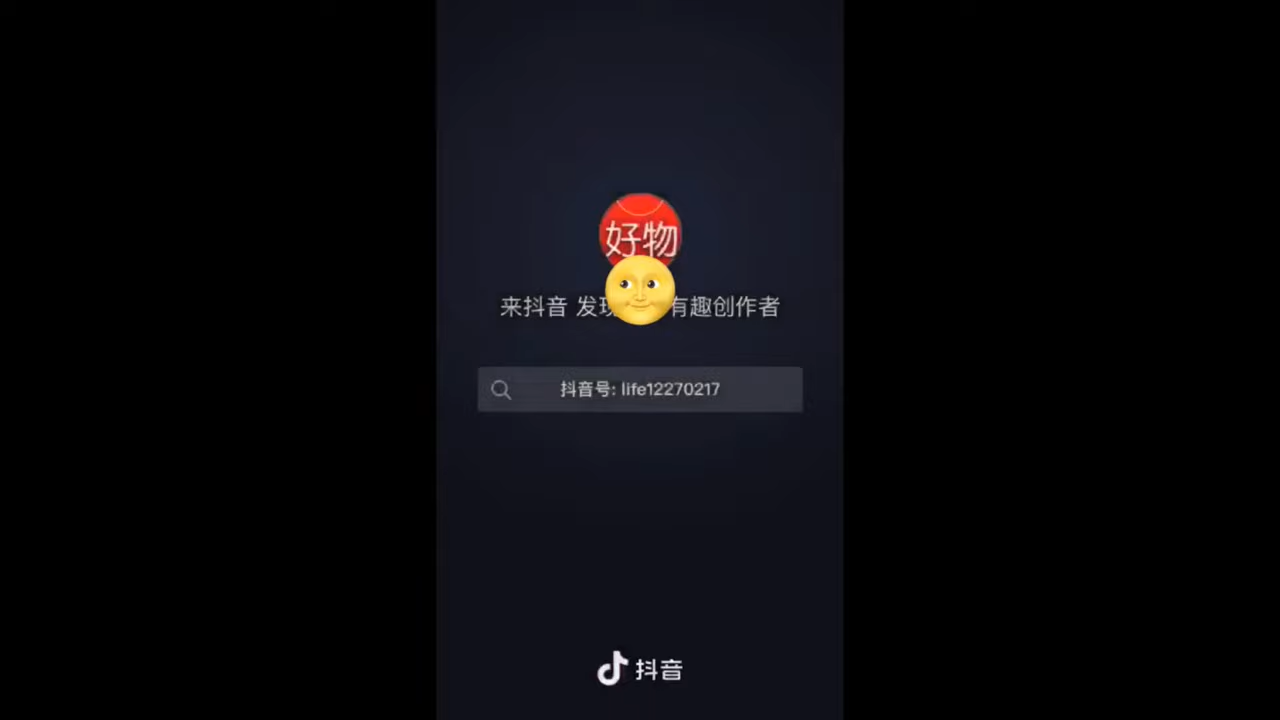 好物
来抖音 发现 有趣创作者
抖音号: life12270217
抖音